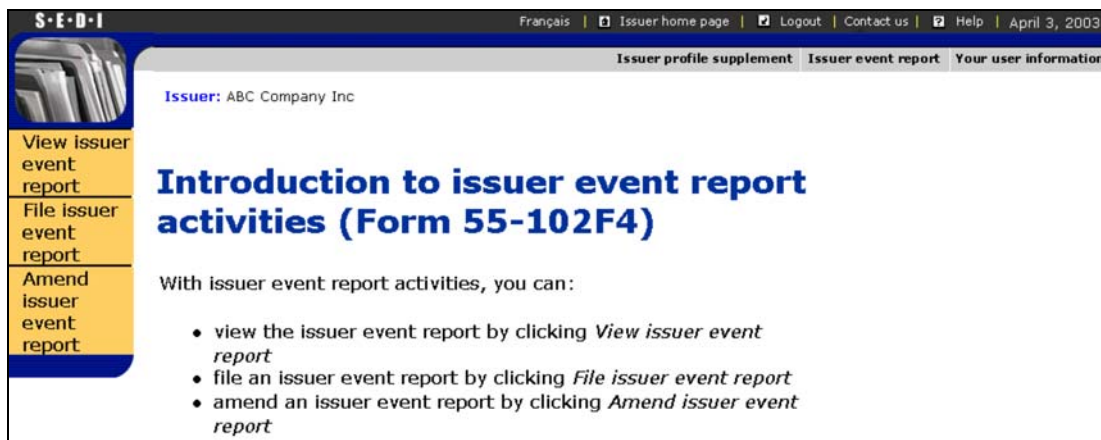 S•E•D•I
Français | Issuer home page | Logout | Contact us | Help | April 3, 2003
Issuer profile supplement Issuer event report Your user information
Issuer: ABC Company Inc
View issuer
event
report
File issuer
event
report
Amend
issuer
event
report
Introduction to issuer event report
activities (Form 55-102F4)
With issuer event report activities, you can:
• view the issuer event report by clicking View issuer event
report
• file an issuer event report by clicking File issuer event report
• amend an issuer event report by clicking Amend issuer event
report